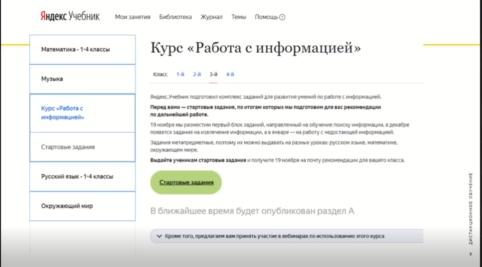 Яндекс Учебник
Мои занятия Библиотека Журнал Темы Помощь
Математика - 1-4 классы
Музыка
Курс «Работа с информацией»
Стартовые задания
Русский язык - 1-4 классы
Окружающий мир
Курс «Работа с информацией»
Класс: 1-й 2-й 3-й 4-й
Яндекс.Учебник подготовил комплекс заданий для развития умений по работе с информацией.
Перед вами — стартовые задания, по итогам которых мы подготовим для вас рекомендации
по дальнейшей работе.
19 ноября мы разместим первый блок заданий, направленный на обучение поиску информации, в декабре
появятся задания на извлечение информации, а в январе — на работу с недостающей информацией.
Задания метапредметные, поэтому их можно выдавать на разных уроках: русском языке, математике,
окружающем мире.
Выдайте ученикам стартовые задания и получите 19 ноября на почту рекомендации для вашего класса.
Стартовые задания
В ближайшее время будет опубликован раздел А
Кроме того, предлагаем вам принять участие в вебинарах по использованию этого курса
ДИСТАНЦИОННОЕ ОБУЧЕНИЕ